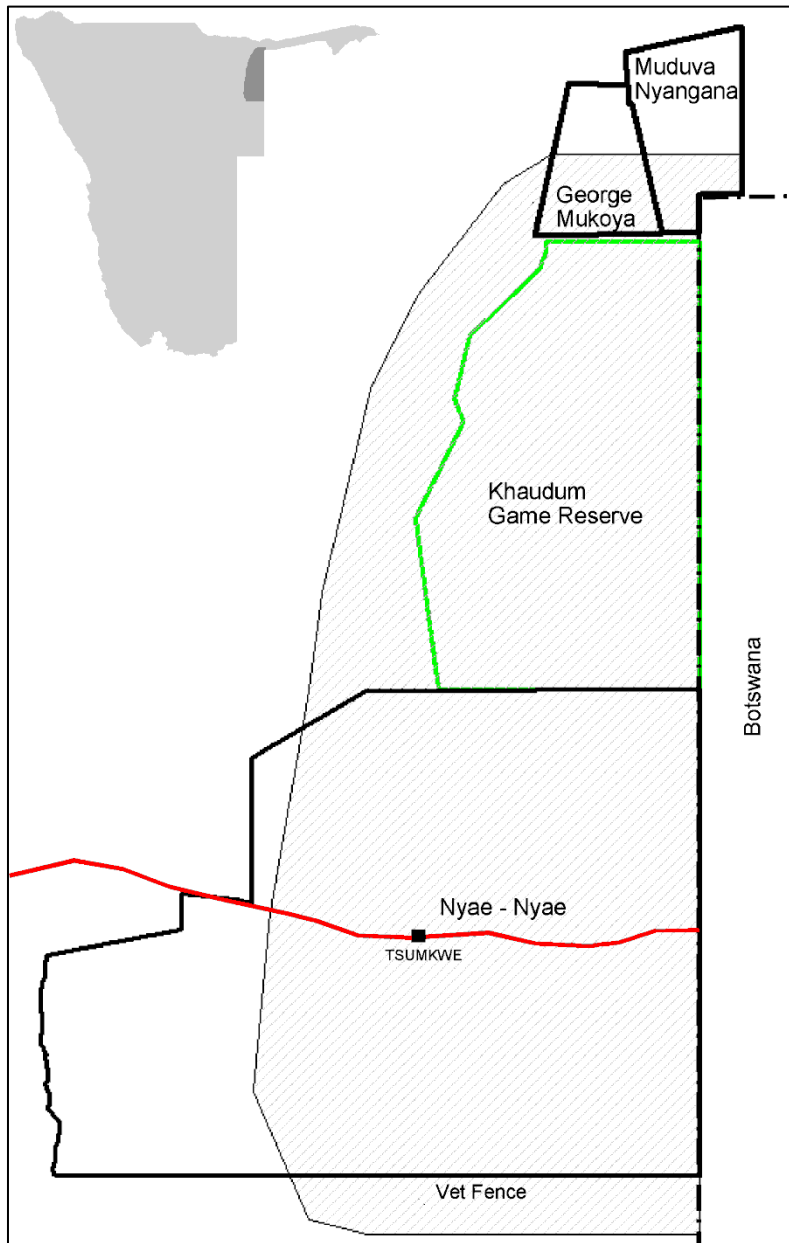 Muduva
Nyangana
George
Mukoya
Khaudum
Game Reserve
Botswana
Nyae - Nyae
TSUMKWE
Vet Fence